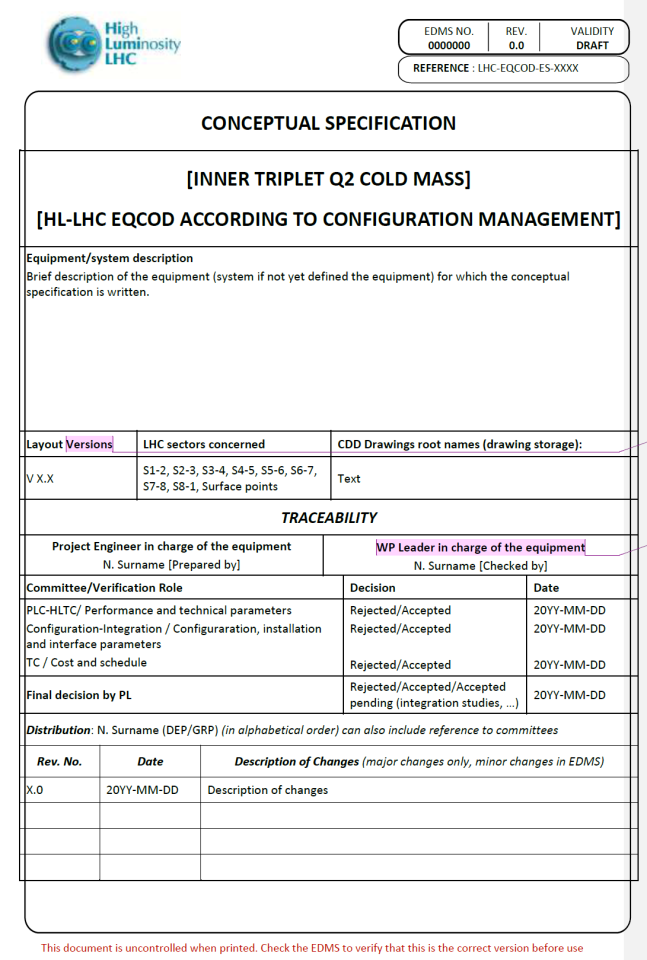 High
Luminosity
LHC
EDMS NO. REV. VALIDITY
0000000 0.0 DRAFT
REFERENCE : LHC-EQCOD-ES-XXXX
CONCEPTUAL SPECIFICATION
[INNER TRIPLET Q2 COLD MASS]
[HL-LHC EQCOD ACCORDING TO CONFIGURATION MANAGEMENT]
Equipment/system description
Brief description of the equipment (system if not yet defined the equipment) for which the conceptual
specification is written.
Layout Versions LHC sectors concerned CDD Drawings root names (drawing storage):
V X.X S1-2, S2-3, S3-4, S4-5, S5-6, S6-7,
S7-8, S8-1, Surface points Text
TRACEABILITY
Project Engineer in charge of the equipment WP Leader in charge of the equipment
N. Surname [Prepared by] N. Surname [Checked by]
Committee/Verification Role Decision Date
PLC-HLTC/ Performance and technical parameters Rejected/Accepted 20YY-MM-DD
Configuration-Integration / Configuraration, installation Rejected/Accepted 20YY-MM-DD
and interface parameters
TC / Cost and schedule Rejected/Accepted 20YY-MM-DD
Final decision by PL Rejected/Accepted/Accepted
pending (integration studies, ...) 20YY-MM-DD
Distribution: N. Surname (DEP/GRP) (in alphabetical order) can also include reference to committees
Rev. No. Date Description of Changes (major changes only, minor changes in EDMS)
X.0 20YY-MM-DD Description of changes
This document is uncontrolled when printed. Check the EDMS to verify that this is the correct version before use